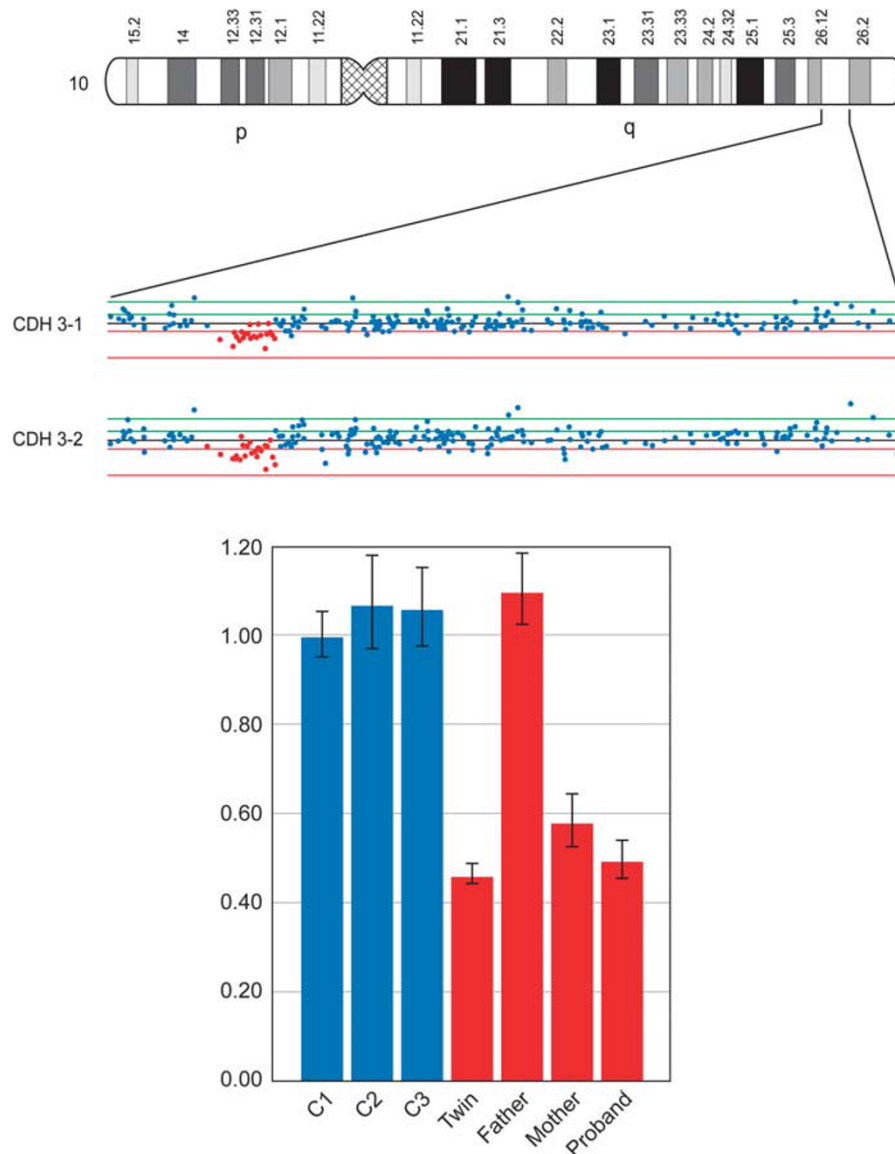 15.2 14 12.33 12.31 12.1 11.22 11.22 21.1 21.3 22.2 23.1 23.31 23.33 24.2 24.32 25.1 25.3 26.12 26.2
10
p q
CDH 3-1
CDH 3-2
1.20
1.00
0.80
0.60
0.40
0.20
0.00
C1 C2 C3 Twin Father Mother Proband